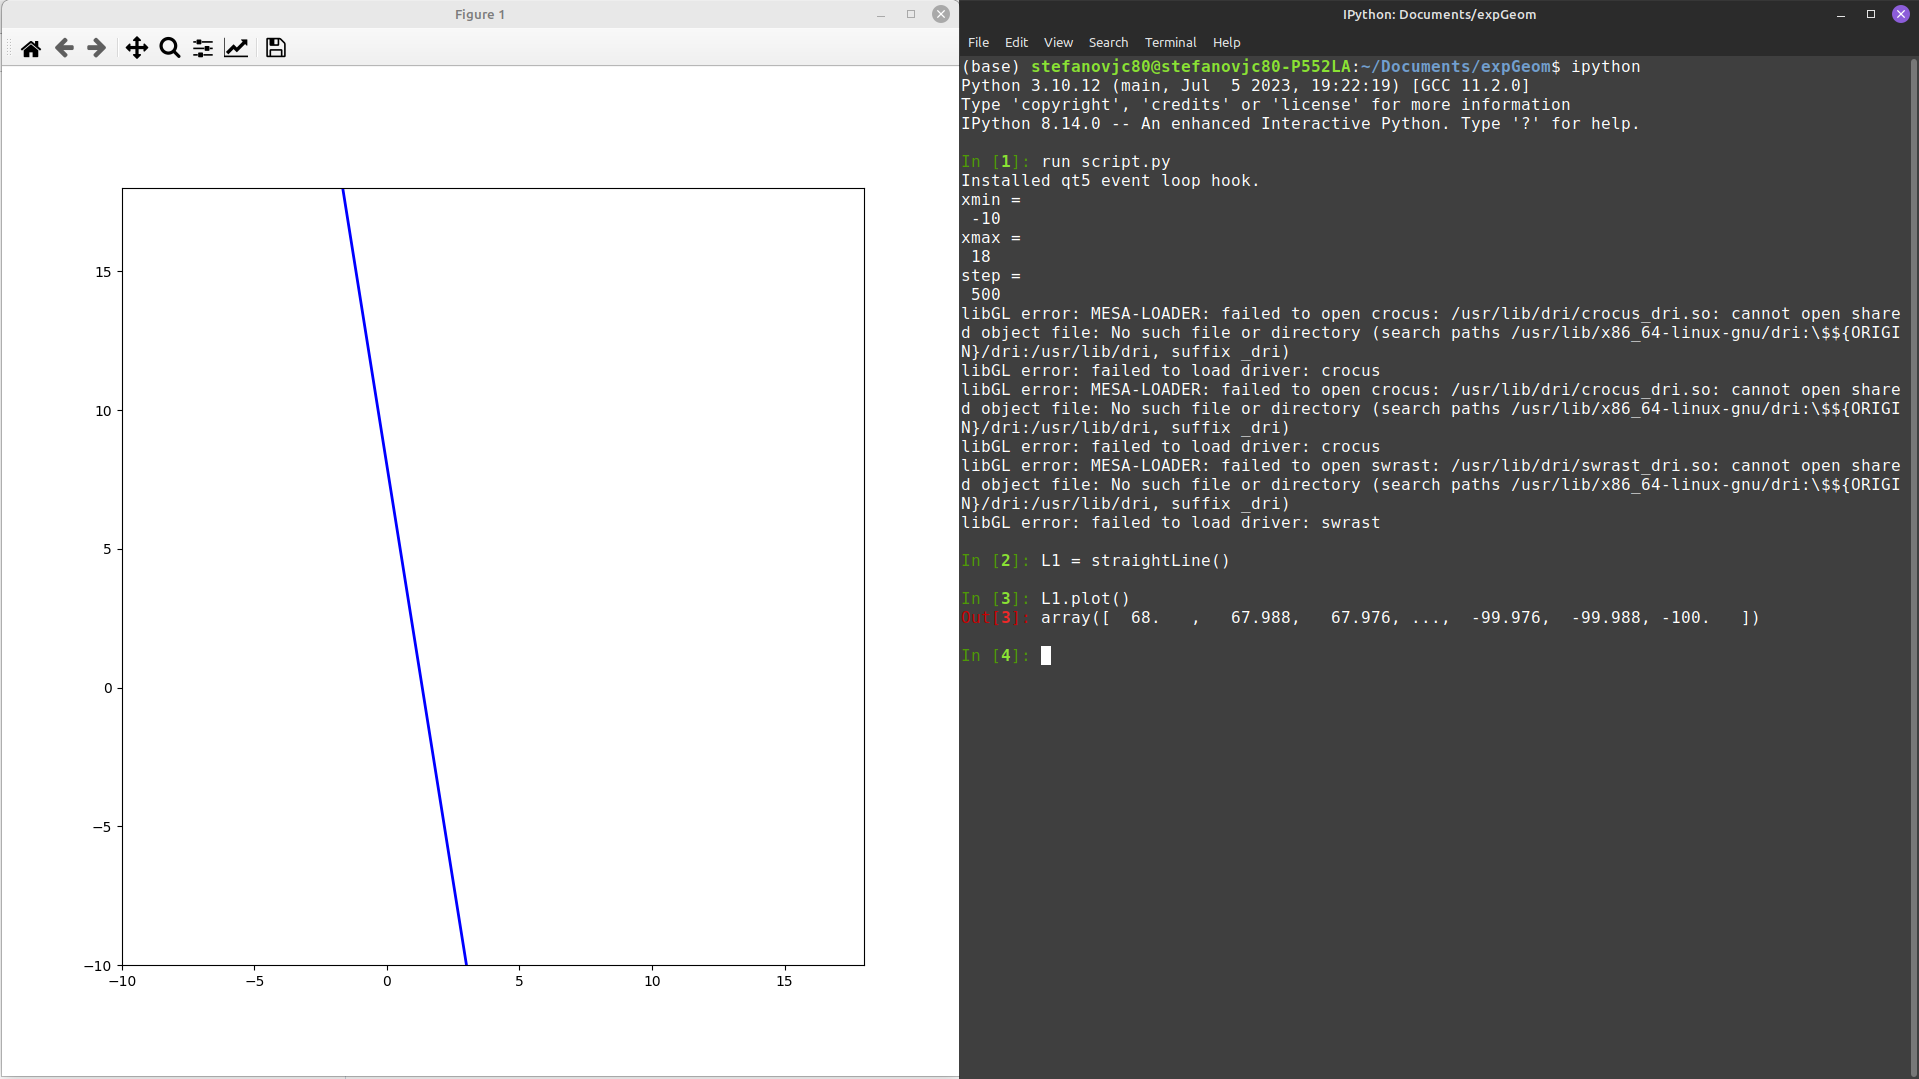 Figure 1
15
10
5
0
−5
−10
−10 −5 0 5 10 15
IPython: Documents/expGeom
File Edit View Search Terminal Help
(base) stefanovjc80@stefanovjc80-P552LA:~/Documents/expGeom$ ipython
Python 3.10.12 (main, Jul  5 2023, 19:22:19) [GCC 11.2.0]
Type 'copyright', 'credits' or 'license' for more information
IPython 8.14.0 -- An enhanced Interactive Python. Type '?' for help.
In [1]: run script.py
Installed qt5 event loop hook.
xmin =
 -10
xmax =
 18
step =
 500
libGL error: MESA-LOADER: failed to open crocus: /usr/lib/dri/crocus_dri.so: cannot open share
d object file: No such file or directory (search paths /usr/lib/x86_64-linux-gnu/dri:\$${ORIGI
N}/dri:/usr/lib/dri, suffix _dri)
libGL error: failed to load driver: crocus
libGL error: MESA-LOADER: failed to open crocus: /usr/lib/dri/crocus_dri.so: cannot open share
d object file: No such file or directory (search paths /usr/lib/x86_64-linux-gnu/dri:\$${ORIGI
N}/dri:/usr/lib/dri, suffix _dri)
libGL error: failed to load driver: crocus
libGL error: MESA-LOADER: failed to open swrast: /usr/lib/dri/swrast_dri.so: cannot open share
d object file: No such file or directory (search paths /usr/lib/x86_64-linux-gnu/dri:\$${ORIGI
N}/dri:/usr/lib/dri, suffix _dri)
libGL error: failed to load driver: swrast
In [2]: L1 = straightLine()
In [3]: L1.plot()
Out[3]: array([  68.   ,   67.988,   67.976, ...,  -99.976,  -99.988, -100.   ])
In [4]: